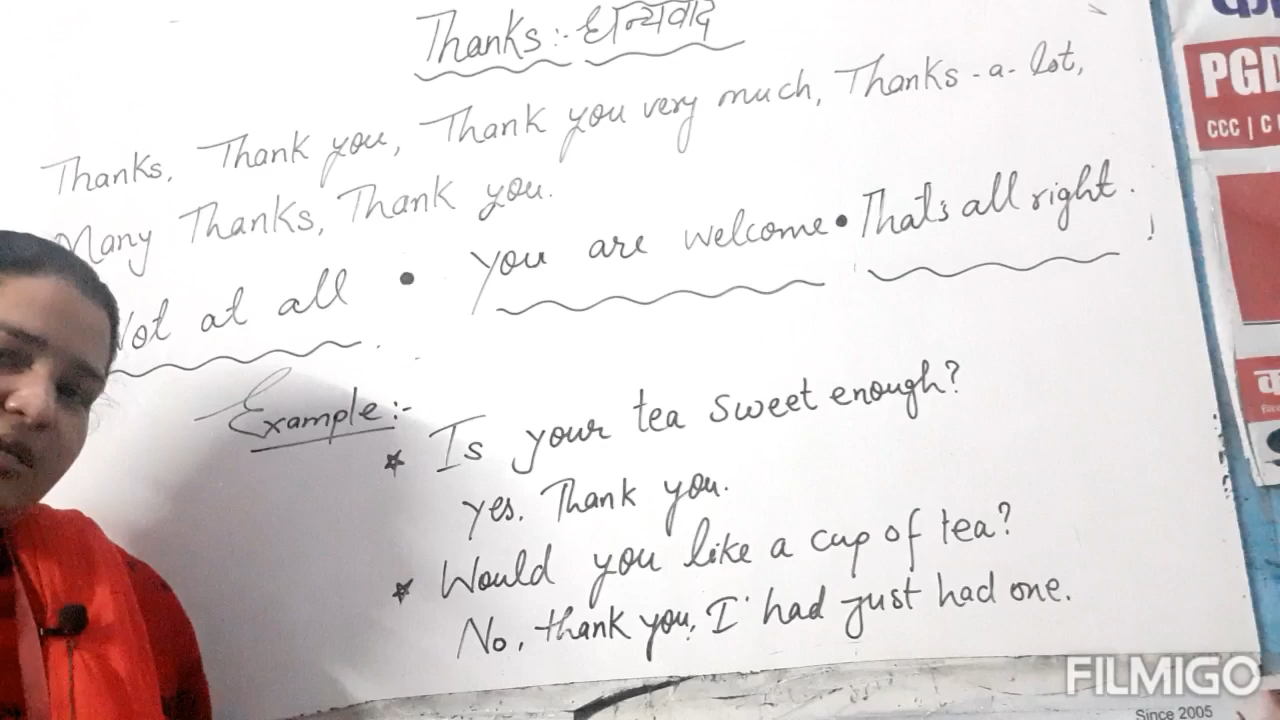 Thanks :- धन्यवाद
Thanks, Thank you, Thank you very much, Thanks-a-lot,
Many Thanks, Thank you.
Not at all • You are welcome • That's all right.!
Example:-
* Is your tea sweet enough?
Yes. Thank you.
* Would you like a cup of tea?
No, thank you, I had just had one.
PGD
CCC | C
FILMIGO
Since 2005